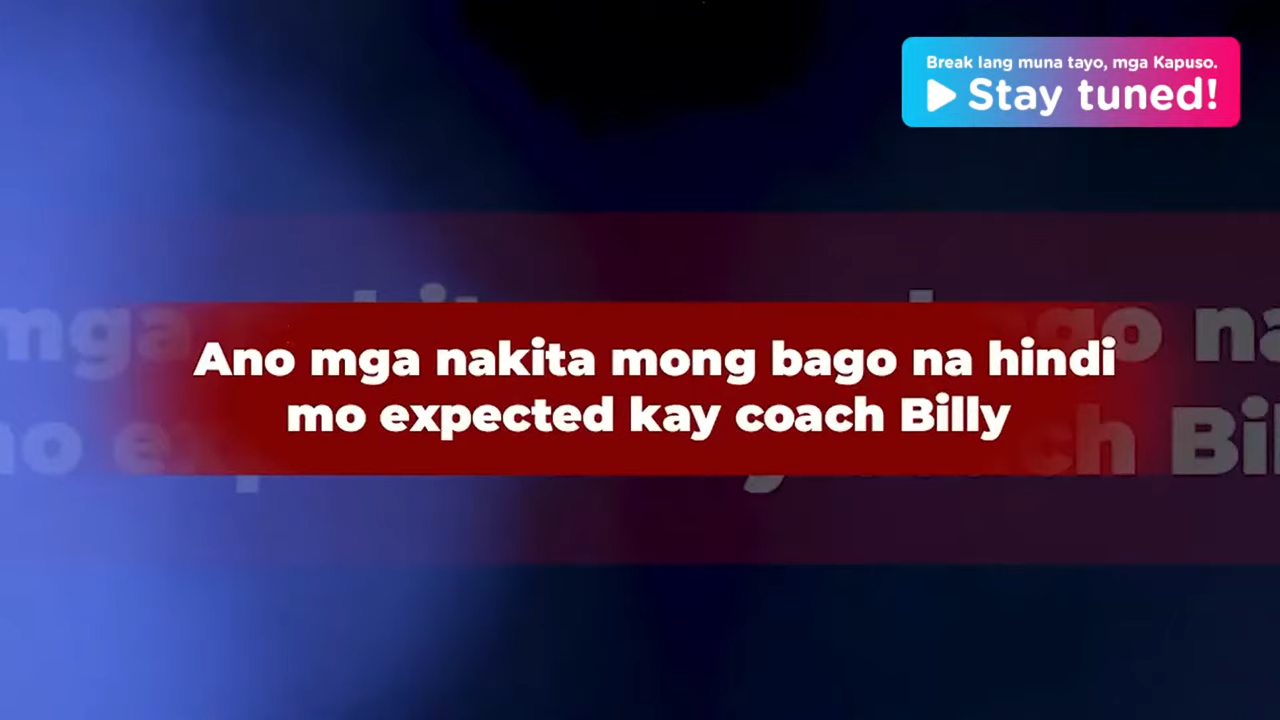 Break lang muna tayo, mga Kapuso.
Stay tuned!
Ano mga nakita mong bago na hindi
mo expected kay coach Billy